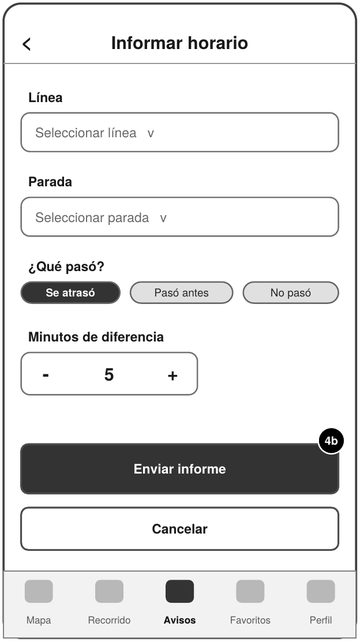 < Informar horario
Línea
Seleccionar línea v
Parada
Seleccionar parada v
¿Qué pasó?
Se atrasó Pasó antes No pasó
Minutos de diferencia
- 5 +
4b
Enviar informe
Cancelar
Mapa Recorrido Avisos Favoritos Perfil